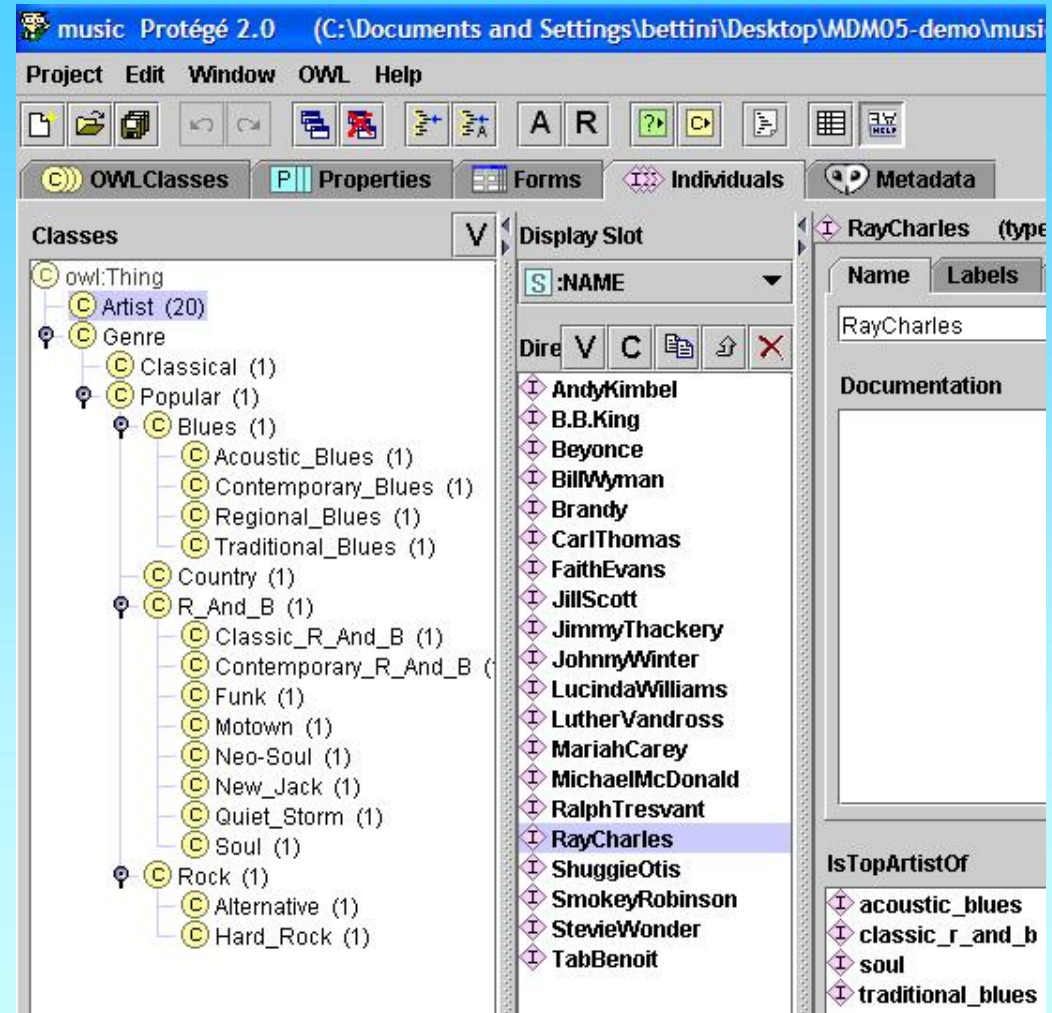 music Protégé 2.0 (C:\Documents and Settings\bettini\Desktop\MDM05-demo\musi
Project Edit Window OWL Help
A R ?
C
HELP
C OWLClasses P Properties Forms I Individuals Metadata
Classes V
C owl:Thing
C Artist (20)
C Genre
C Classical (1)
C Popular (1)
C Blues (1)
C Acoustic_Blues (1)
C Contemporary_Blues (1)
C Regional_Blues (1)
C Traditional_Blues (1)
C Country (1)
C R_And_B (1)
C Classic_R_And_B (1)
C Contemporary_R_And_B (
C Funk (1)
C Motown (1)
C Neo-Soul (1)
C New_Jack (1)
C Quiet_Storm (1)
C Soul (1)
C Rock (1)
C Alternative (1)
C Hard_Rock (1)
Display Slot
S :NAME
Dire V C
I AndyKimbel
I B.B.King
I Beyonce
I BillWyman
I Brandy
I CarlThomas
I FaithEvans
I JillScott
I JimmyThackery
I JohnnyWinter
I LucindaWilliams
I LutherVandross
I MariahCarey
I MichaelMcDonald
I RalphTresvant
I RayCharles
I ShuggieOtis
I SmokeyRobinson
I StevieWonder
I TabBenoit
I RayCharles (type
Name Labels
RayCharles
Documentation
IsTopArtistOf
I acoustic_blues
I classic_r_and_b
I soul
I traditional_blues